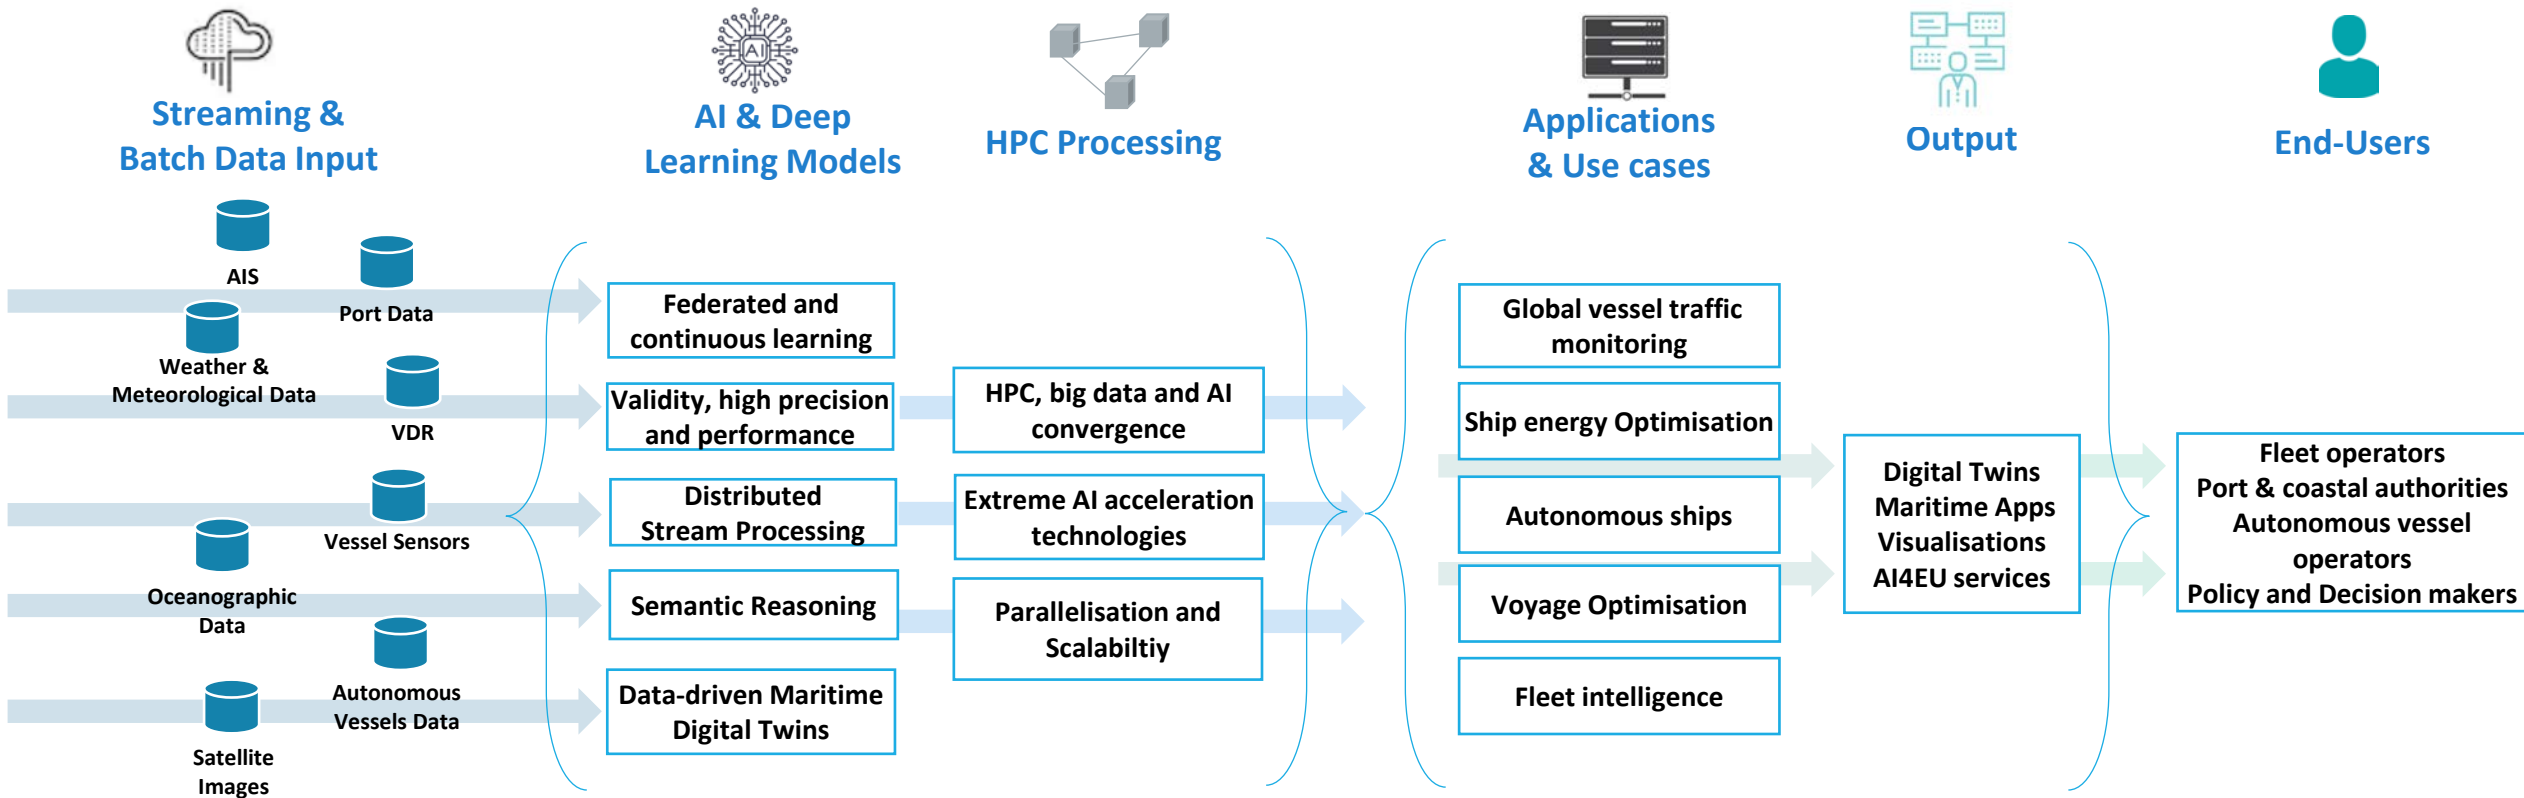 Streaming &
Batch Data Input
AI & Deep
Learning Models
HPC Processing
Applications
& Use cases
Output
End-Users
AI
AIS
Port Data
Weather &
Meteorological Data
VDR
Vessel Sensors
Oceanographic
Data
Autonomous
Vessels Data
Satellite
Images
Federated and
continuous learning
Validity, high precision
and performance
Distributed
Stream Processing
Semantic Reasoning
Data-driven Maritime
Digital Twins
HPC, big data and AI
convergence
Extreme AI acceleration
technologies
Parallelisation and
Scalabiltiy
Global vessel traffic
monitoring
Ship energy Optimisation
Autonomous ships
Voyage Optimisation
Fleet intelligence
Digital Twins
Maritime Apps
Visualisations
AI4EU services
Fleet operators
Port & coastal authorities
Autonomous vessel
operators
Policy and Decision makers